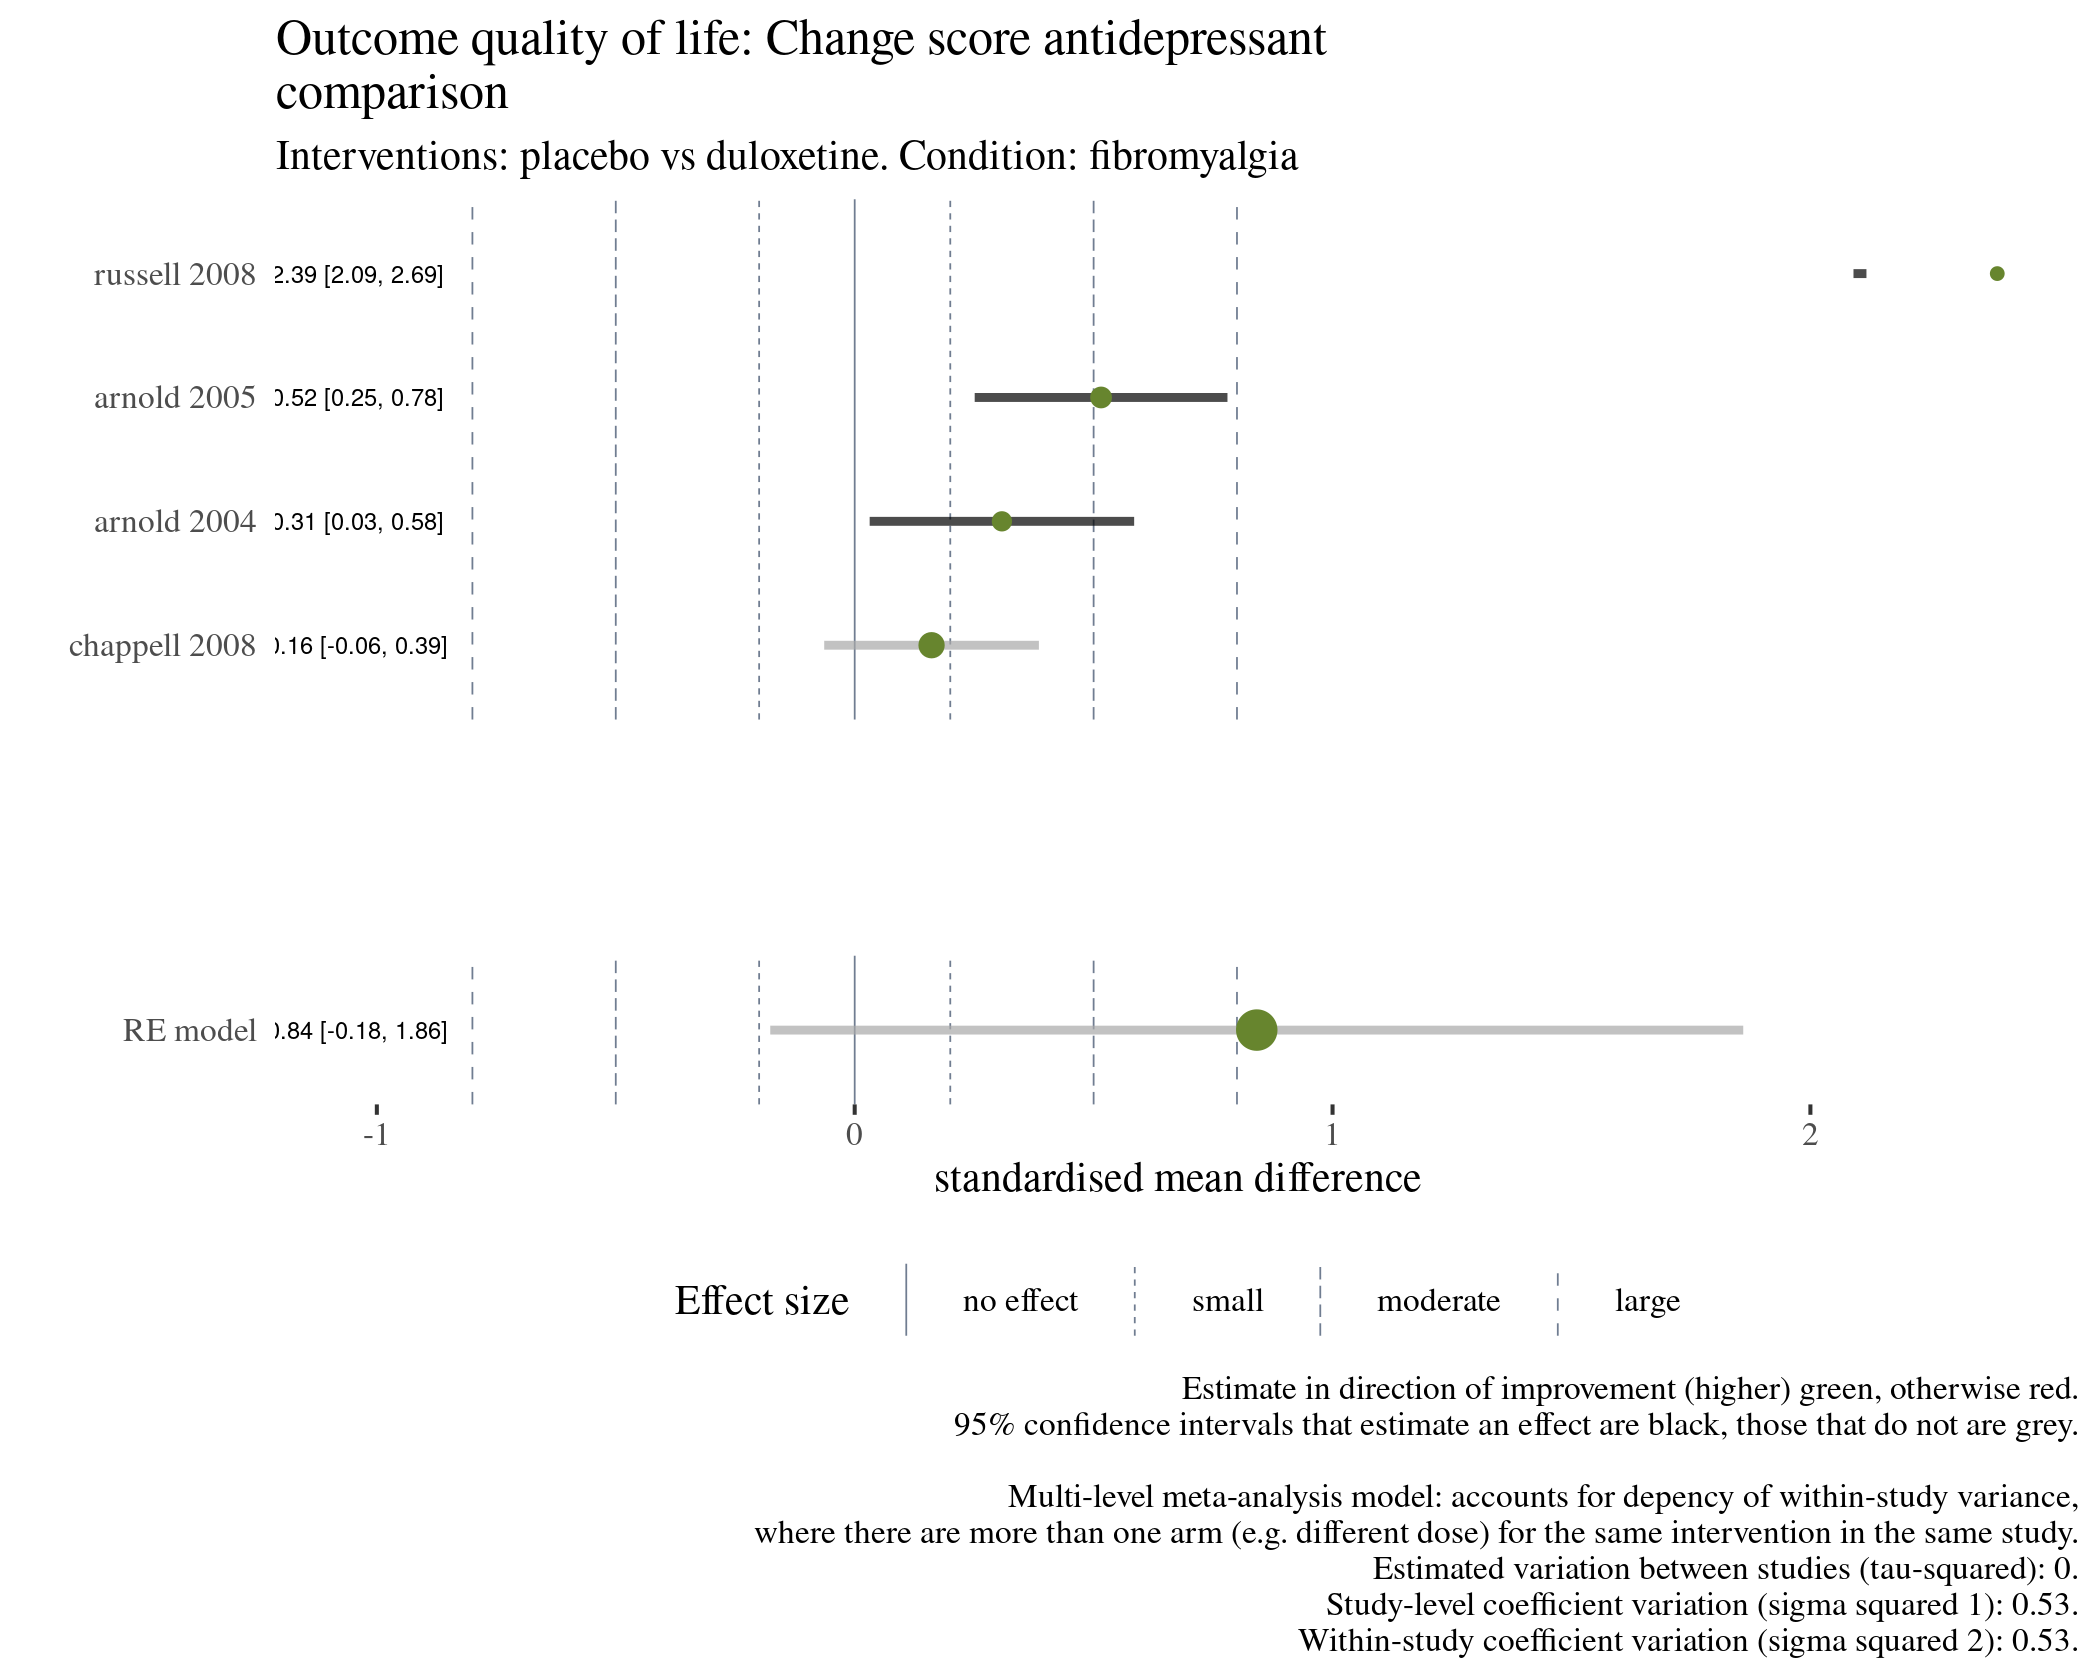 Outcome quality of life: Change score antidepressant
comparison
Interventions: placebo vs duloxetine. Condition: fibromyalgia
russell 2008 2.39 [2.09, 2.69]
arnold 2005 0.52 [0.25, 0.78]
arnold 2004 0.31 [0.03, 0.58]
chappell 2008 0.16 [-0.06, 0.39]
RE model 0.84 [-0.18, 1.86]
-1 0 1 2
standardised mean difference
Effect size no effect small moderate large
Estimate in direction of improvement (higher) green, otherwise red.
95% confidence intervals that estimate an effect are black, those that do not are grey.
Multi-level meta-analysis model: accounts for depency of within-study variance,
where there are more than one arm (e.g. different dose) for the same intervention in the same study.
Estimated variation between studies (tau-squared): 0.
Study-level coefficient variation (sigma squared 1): 0.53.
Within-study coefficient variation (sigma squared 2): 0.53.